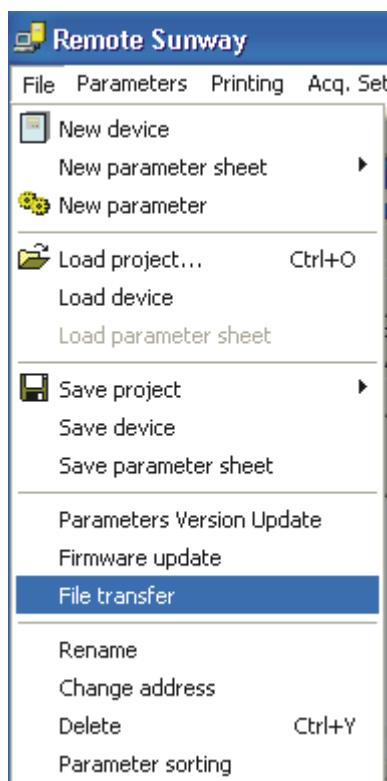 Remote Sunway
File Parameters Printing Acq. Set
New device
New parameter sheet
New parameter
Load project... Ctrl+O
Load device
Load parameter sheet
Save project
Save device
Save parameter sheet
Parameters Version Update
Firmware update
File transfer
Rename
Change address
Delete Ctrl+Y
Parameter sorting